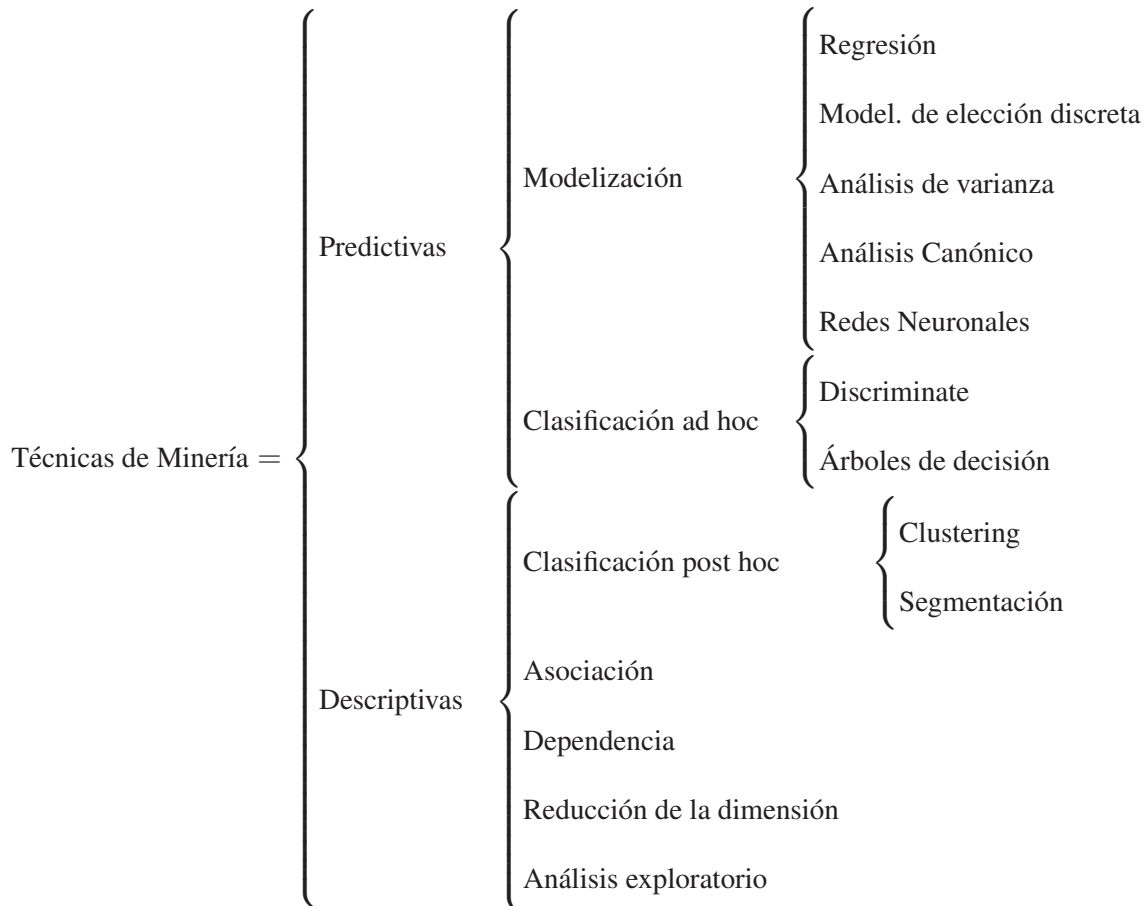 Técnicas de Minería =
Predictivas
Modelización
Regresión
Model. de elección discreta
Análisis de varianza
Análisis Canónico
Redes Neuronales
Clasificación ad hoc
Discriminate
Árboles de decisión
Descriptivas
Clasificación post hoc
Clustering
Segmentación
Asociación
Dependencia
Reducción de la dimensión
Análisis exploratorio